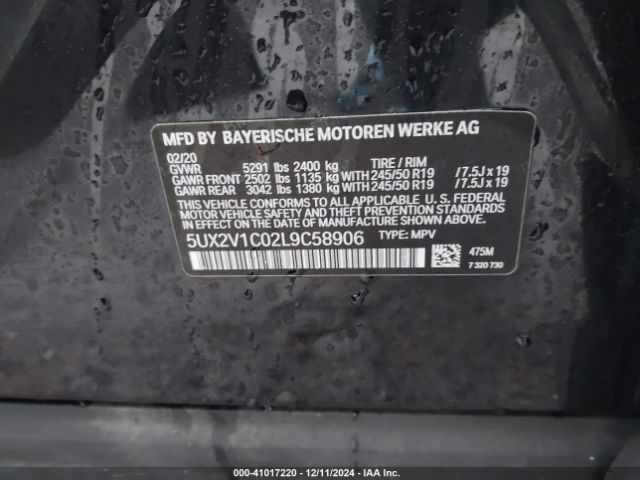 MFD BY BAYERISCHE MOTOREN WERKE AG
02/20
GVWR 5291 lbs 2400 kg TIRE / RIM
GAWR FRONT 2502 lbs 1135 kg WITH 245/50 R19 /7.5J x 19
GAWR REAR 3042 lbs 1380 kg WITH 245/50 R19 /7.5J x 19
THIS VEHICLE CONFORMS TO ALL APPLICABLE U. S. FEDERAL
MOTOR VEHICLE SAFETY, BUMPER, AND THEFT PREVENTION STANDARDS
IN EFFECT ON THE DATE OF MANUFACTURE SHOWN ABOVE.
5UX2V1C02L9C58906 TYPE: MPV
475M
7 320 730
000-41017220 - 12/11/2024 - IAA Inc.